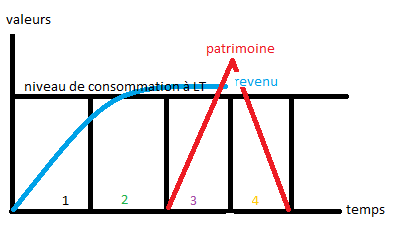 valeurs
patrimoine
niveau de consommation à LT
revenu
1
2
3
4
temps